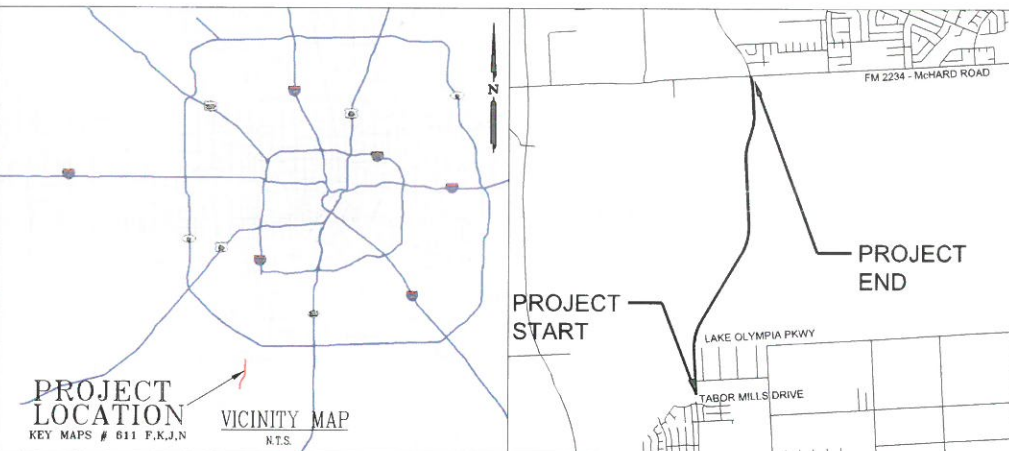 N
PROJECT
LOCATION
KEY MAPS # 611 F,K,J,N
VICINITY MAP
N.T.S.
FM 2234 - McHARD ROAD
PROJECT
END
PROJECT
START
LAKE OLYMPIA PKWY
TABOR MILLS DRIVE